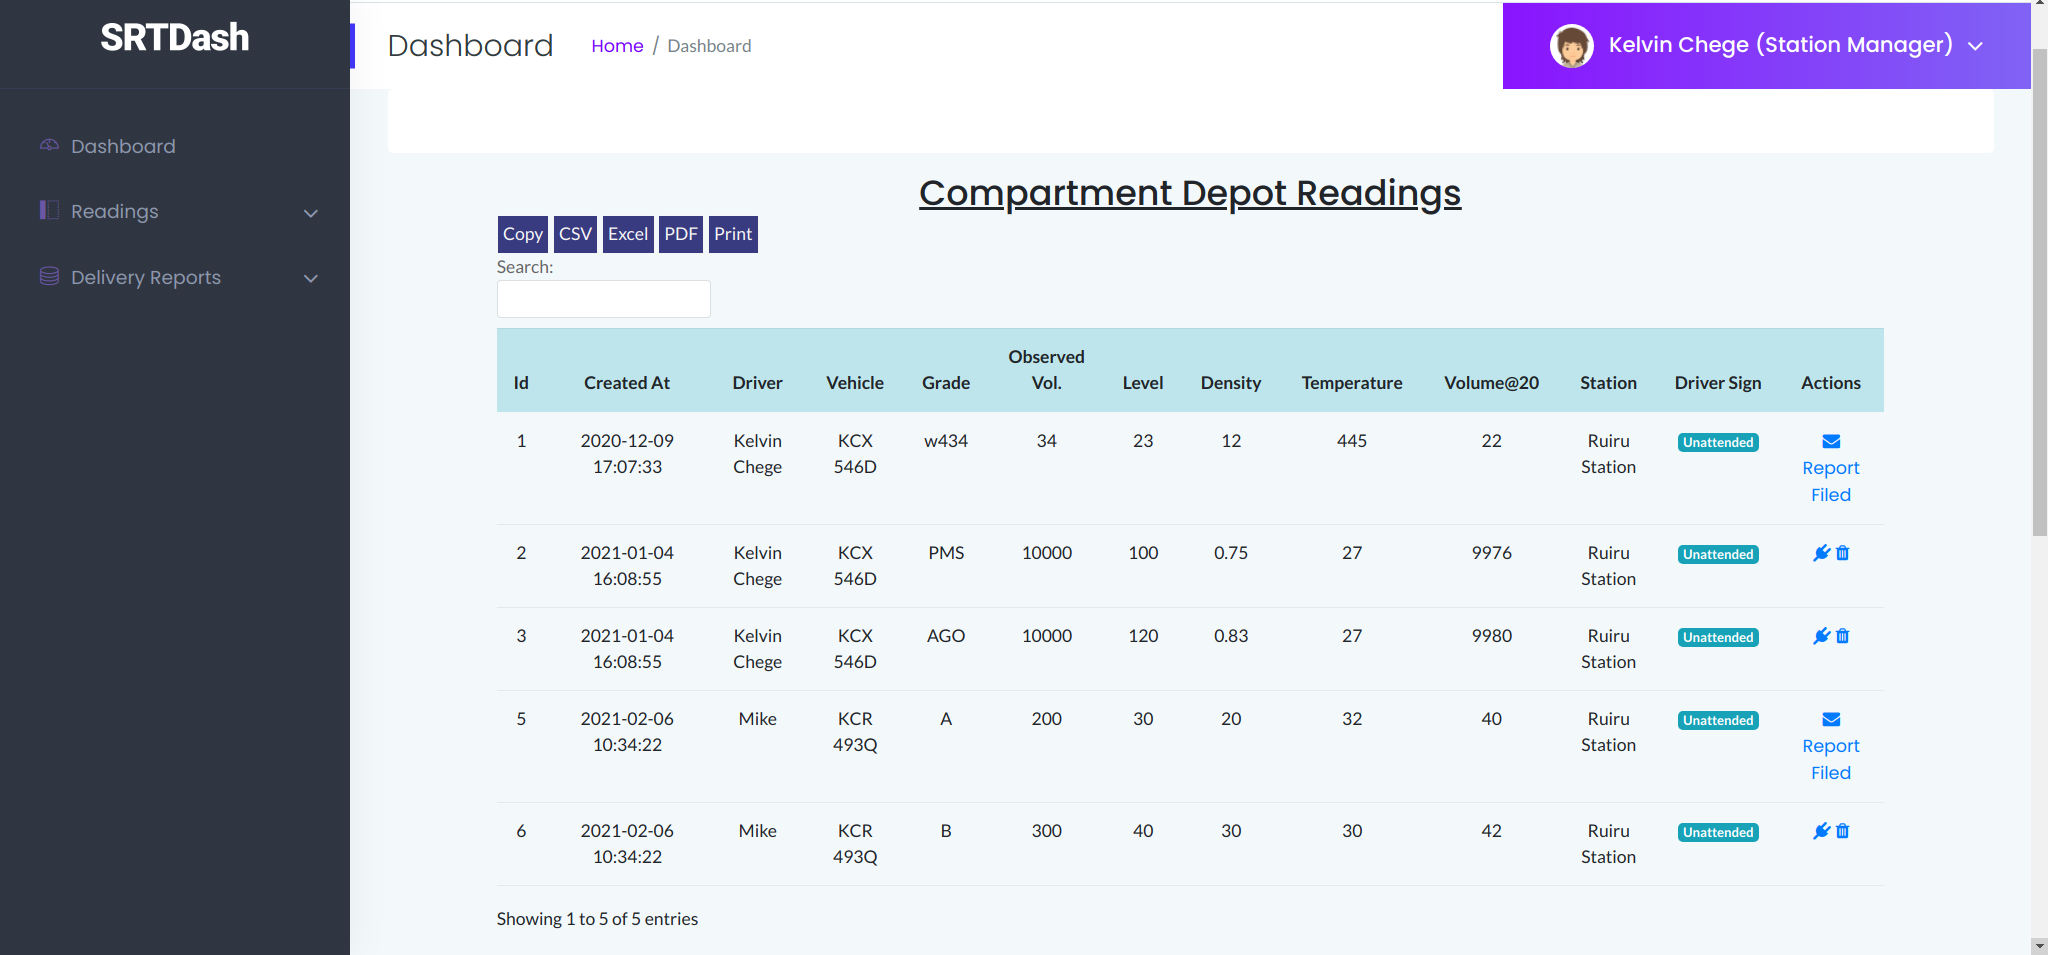 SRTDash
Dashboard
Readings
Delivery Reports
Dashboard Home / Dashboard
Kelvin Chege (Station Manager)
Compartment Depot Readings
Copy CSV Excel PDF Print
Search:
Id Created At Driver Vehicle Grade Observed Vol. Level Density Temperature Volume@20 Station Driver Sign Actions
1 2020-12-09 Kelvin KCX w434 34 23 12 445 22 Ruiru Unattended
17:07:33 Chege 546D Station Report
Filed
2 2021-01-04 Kelvin KCX PMS 10000 100 0.75 27 9976 Ruiru Unattended
16:08:55 Chege 546D Station
3 2021-01-04 Kelvin KCX AGO 10000 120 0.83 27 9980 Ruiru Unattended
16:08:55 Chege 546D Station
5 2021-02-06 Mike KCR A 200 30 20 32 40 Ruiru Unattended
10:34:22 493Q Station Report
Filed
6 2021-02-06 Mike KCR B 300 40 30 30 42 Ruiru Unattended
10:34:22 493Q Station
Showing 1 to 5 of 5 entries